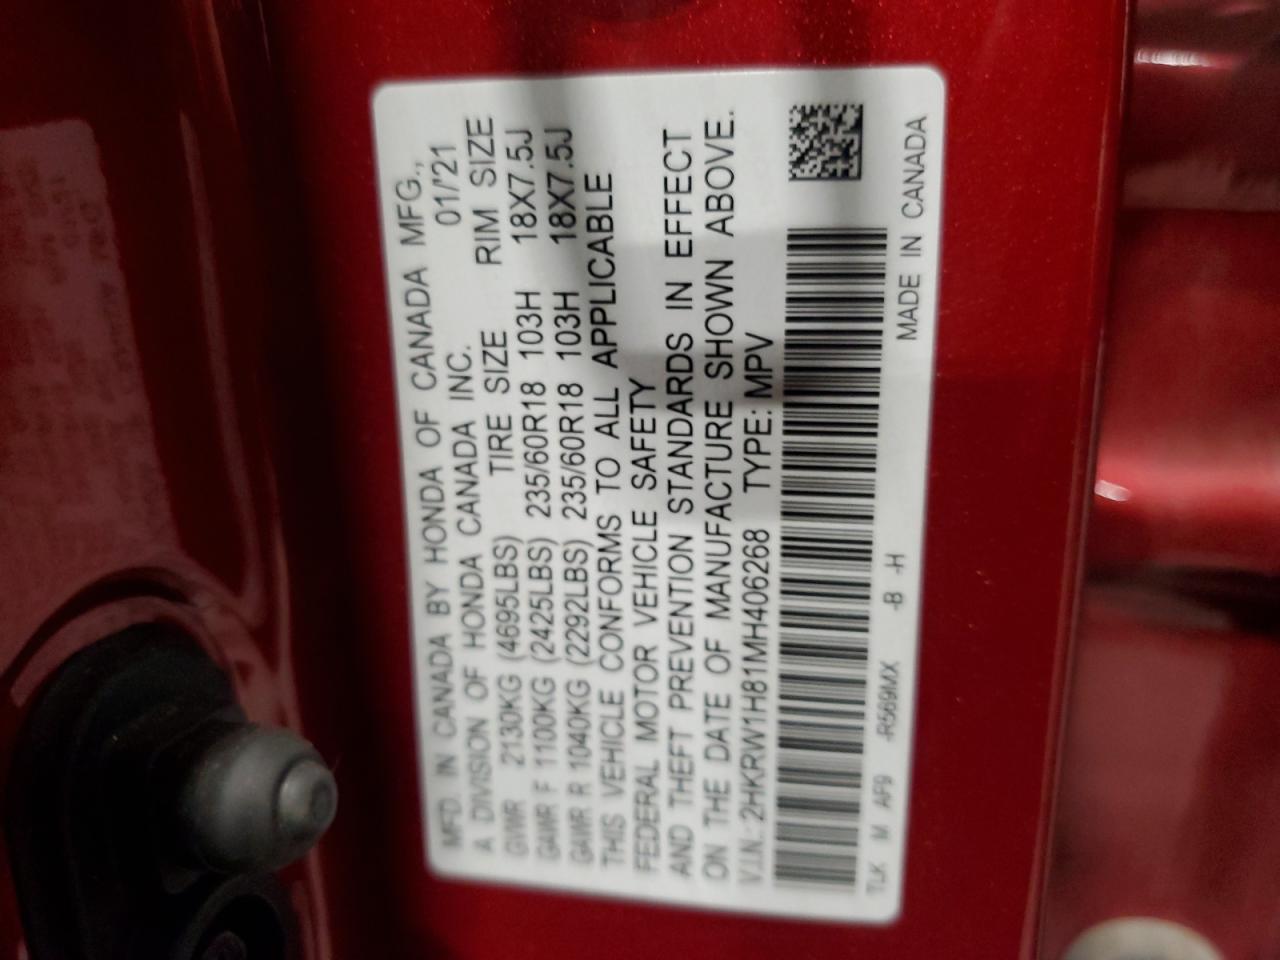 MFD. IN CANADA BY HONDA OF CANADA MFG.,
A DIVISION OF HONDA CANADA INC. 01/'21
TIRE SIZE RIM SIZE
GVWR 2130KG (4695LBS)
GAWR F 1100KG (2425LBS) 235/60R18 103H 18X7.5J
GAWR R 1040KG (2292LBS) 235/60R18 103H 18X7.5J
THIS VEHICLE CONFORMS TO ALL APPLICABLE
FEDERAL MOTOR VEHICLE SAFETY
AND THEFT PREVENTION STANDARDS IN EFFECT
ON THE DATE OF MANUFACTURE SHOWN ABOVE.
V.I.N.: 2HKRW1H81MH406268 TYPE: MPV
TLK M AF9 -R569MX -B -H MADE IN CANADA